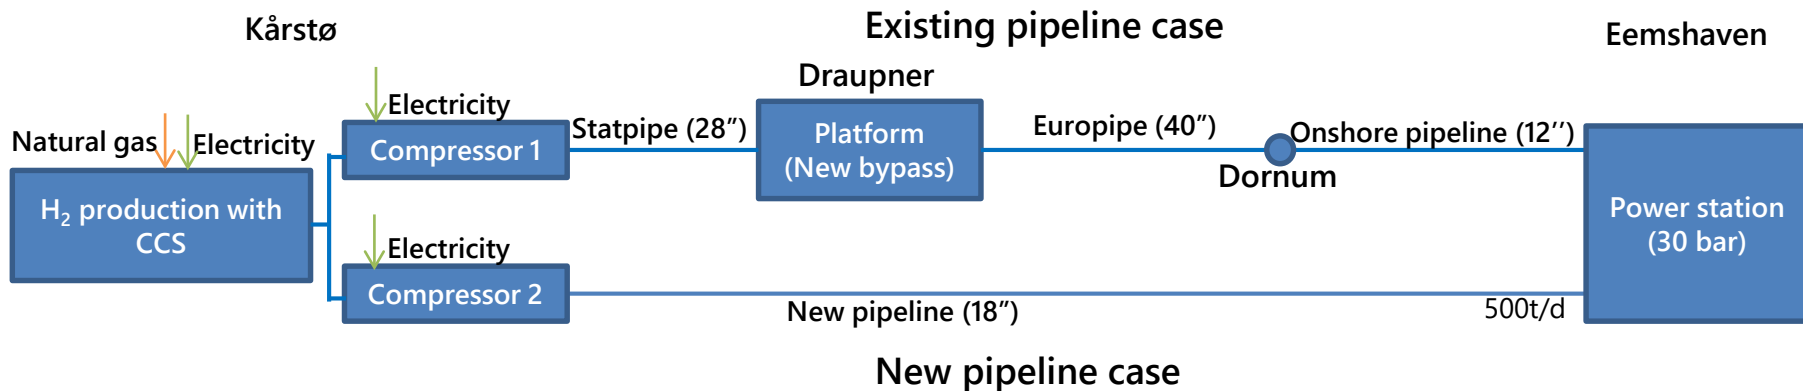 Existing pipeline case
Kårstø
Eemshaven
Draupner
Electricity
Natural gas
Electricity
Compressor 1
Statpipe (28”)
Platform
(New bypass)
Europipe (40”)
Onshore pipeline (12’’)
Dornum
H₂ production with
CCS
Power station
(30 bar)
Electricity
Compressor 2
New pipeline (18”)
500t/d
New pipeline case